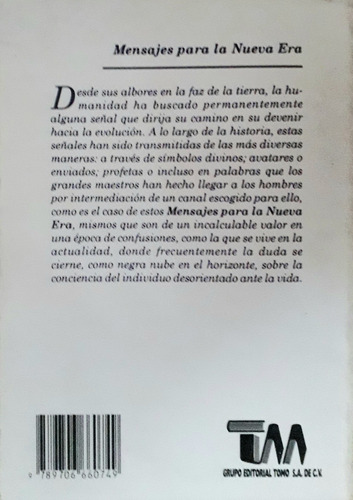 Mensajes para la Nueva Era
Desde sus albores en la faz de la tierra, la hu-
manidad ha buscado permanentemente
alguna señal que dirija su camino en su devenir
hacia la evolución. A lo largo de la historia, estas
señales han sido transmitidas de las más diversas
maneras: a través de símbolos divinos; avatares o
enviados; profetas o incluso en palabras que los
grandes maestros han hecho llegar a los hombres
por intermediación de un canal escogido para ello,
como es el caso de estos Mensajes para la Nueva
Era, mismos que son de un incalculable valor en
una época de confusiones, como la que se vive en la
actualidad, donde frecuentemente la duda se
cierne, como negra nube en el horizonte, sobre la
conciencia del individuo desorientado ante la vida.
9 789706 660749
TM
GRUPO EDITORIAL TOMO S.A. DE C.V.